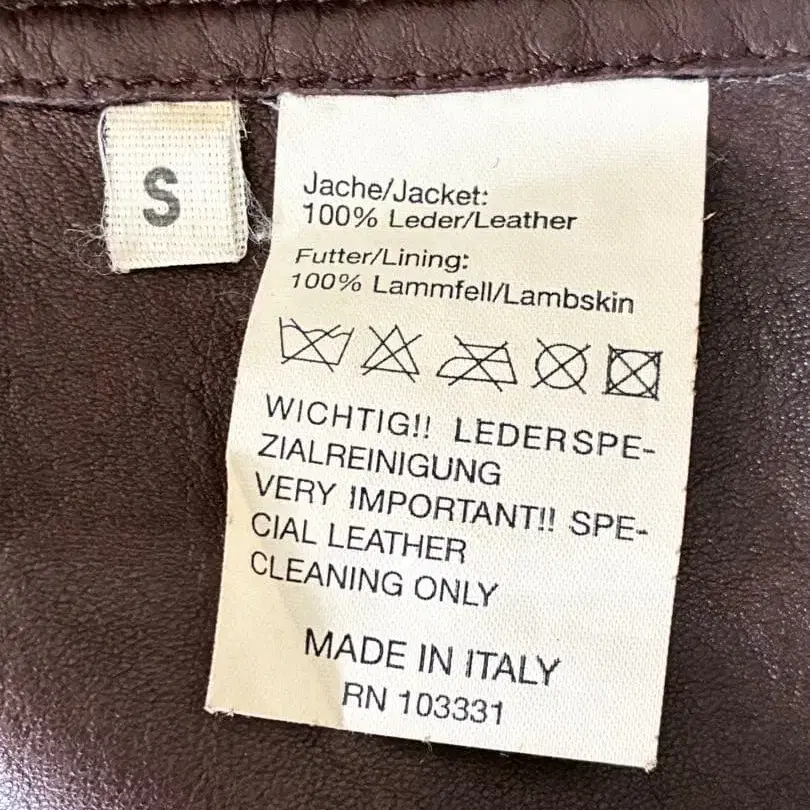 S
Jache/Jacket:
100% Leder/Leather
Futter/Lining:
100% Lammfell/Lambskin
WICHTIG!! LEDERSPE-
ZIALREINIGUNG
VERY IMPORTANT!! SPE-
CIAL LEATHER
CLEANING ONLY
MADE IN ITALY
RN 103331